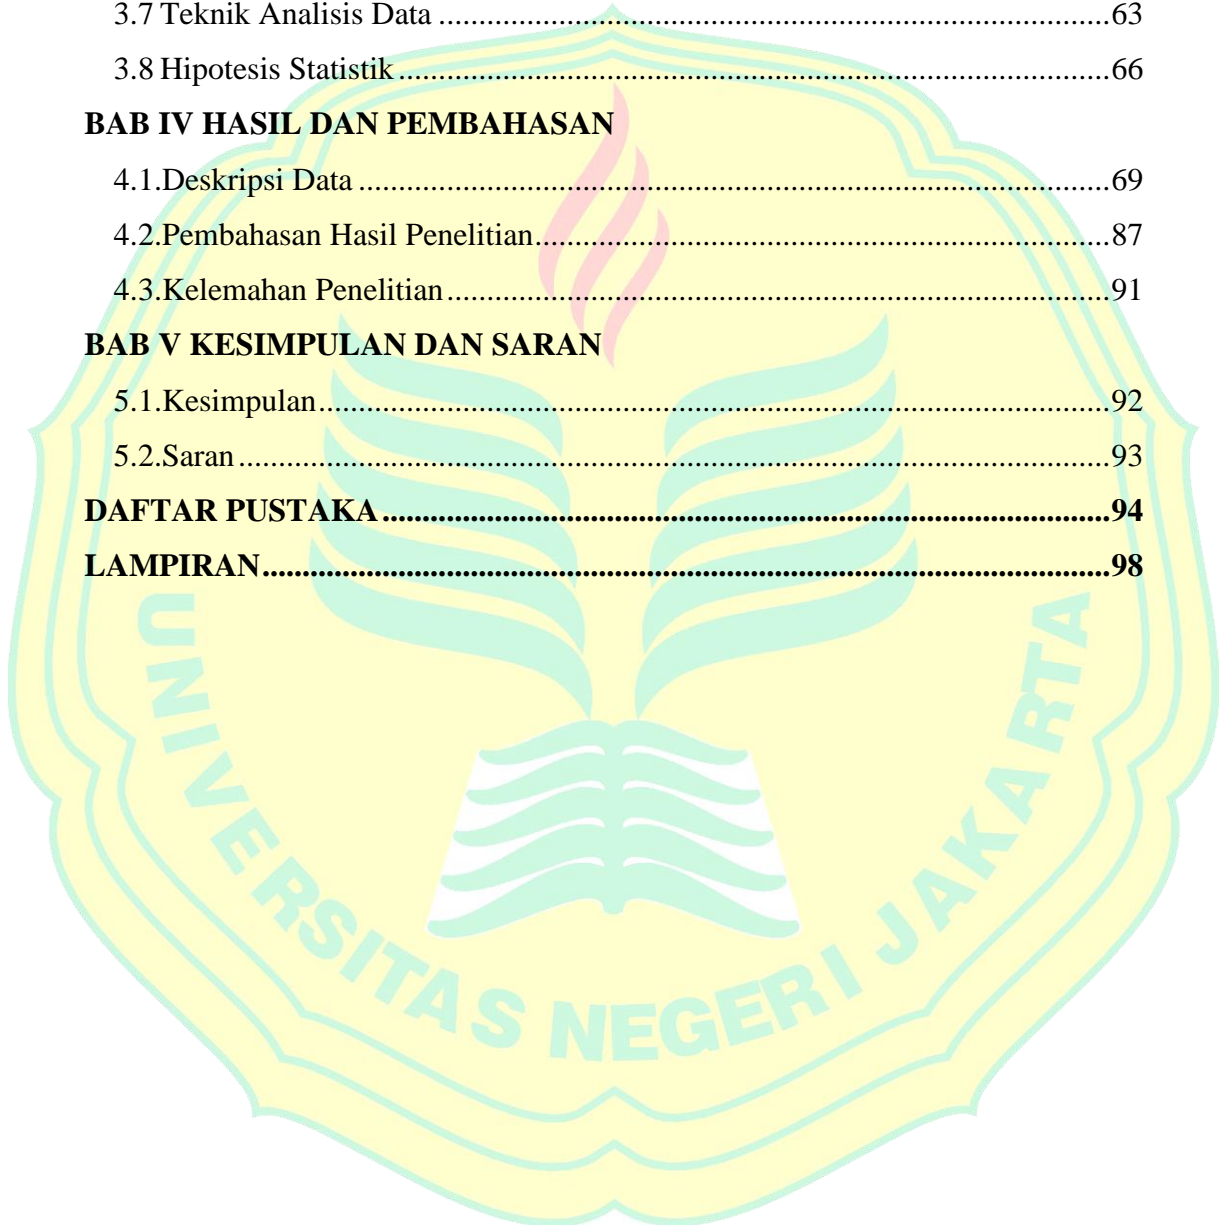 3.7 Teknik Analisis Data ....................................................................................63
3.8 Hipotesis Statistik .........................................................................................66
BAB IV HASIL DAN PEMBAHASAN
4.1.Deskripsi Data ..............................................................................................69
4.2.Pembahasan Hasil Penelitian.........................................................................87
4.3.Kelemahan Penelitian ...................................................................................91
BAB V KESIMPULAN DAN SARAN
5.1.Kesimpulan...................................................................................................92
5.2.Saran .............................................................................................................93
DAFTAR PUSTAKA ...........................................................................................94
LAMPIRAN..........................................................................................................98
UNIVERSITAS NEGERI JAKARTA